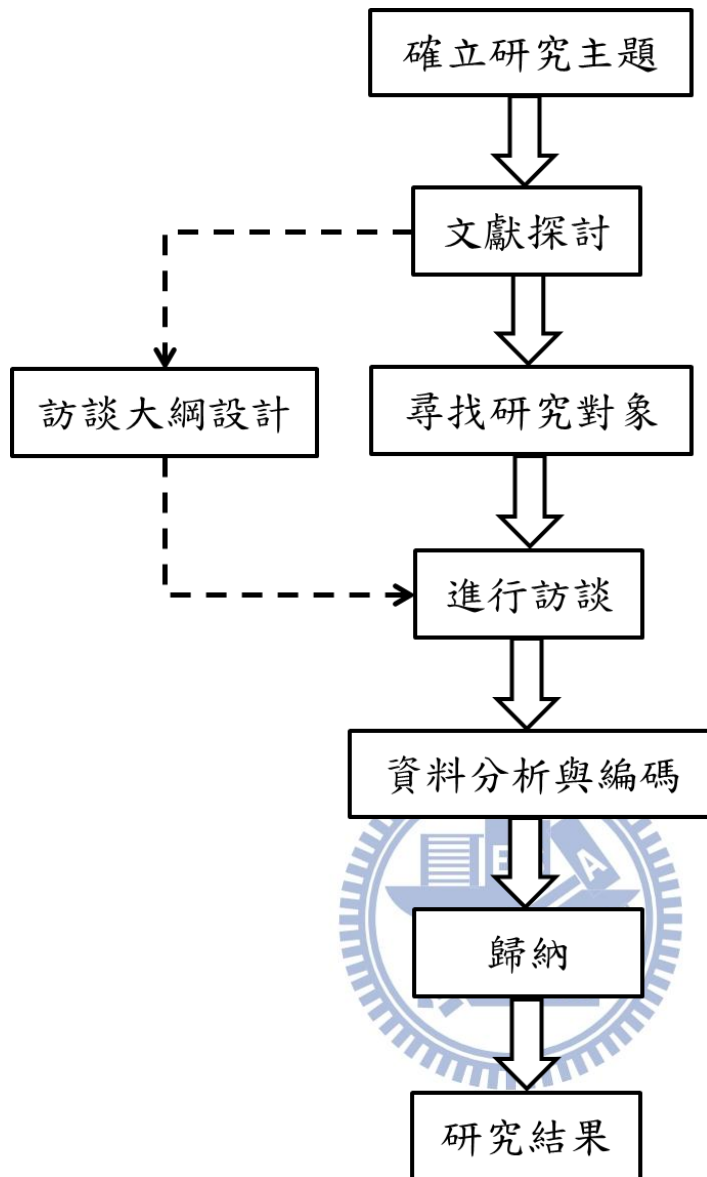 確立研究主題
文獻探討
訪談大綱設計
尋找研究對象
進行訪談
資料分析與編碼
E
A
歸納
研究結果